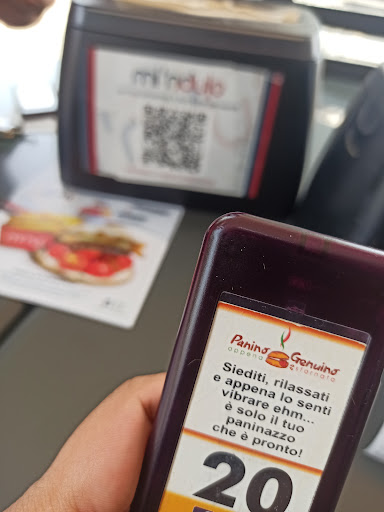 mi'ndujo
Panino Genuino
appena sfornato
Siediti, rilassati
e appena lo senti
vibrare ehm...
è solo il tuo
paninazzo
che è pronto!
20